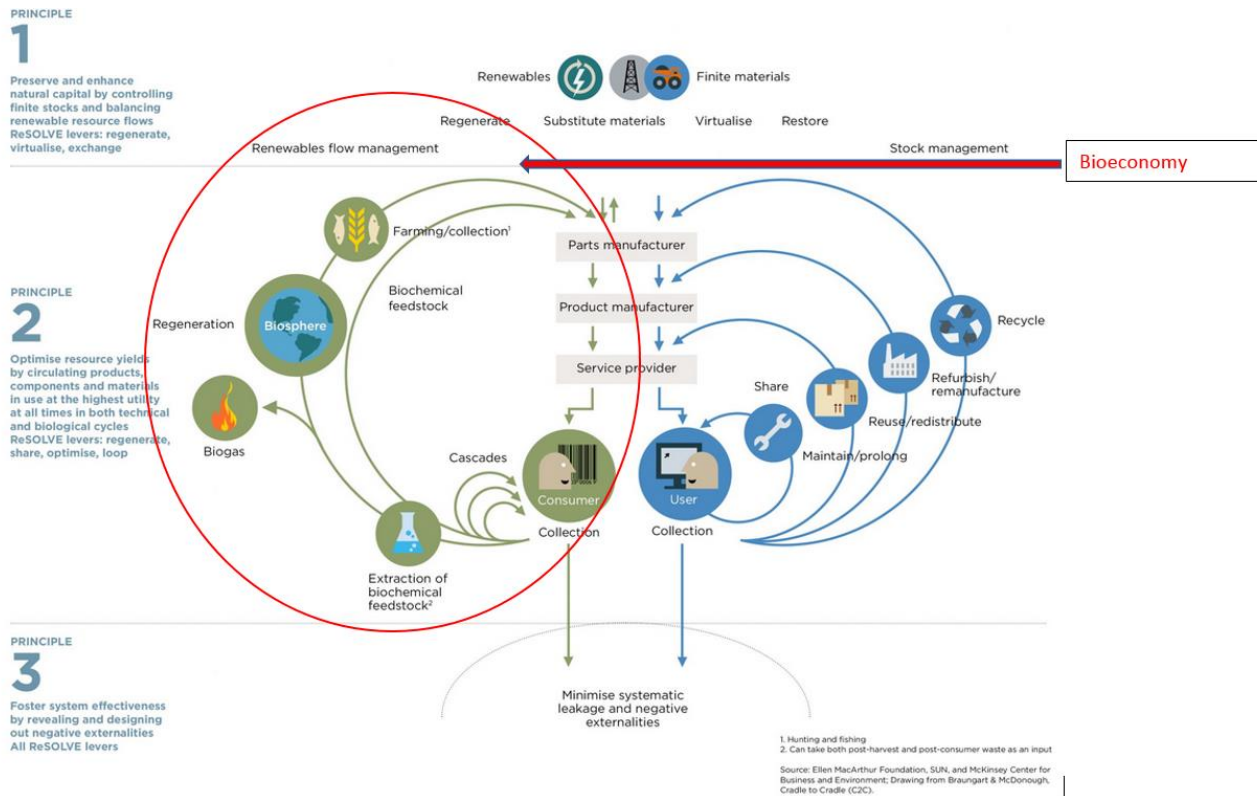 PRINCIPLE
1
Preserve and enhance
natural capital by controlling
finite stocks and balancing
renewable resource flows
ReSOLVE levers: regenerate,
virtualise, exchange
Renewables
Finite materials
Regenerate
Substitute materials
Virtualise
Restore
Renewables flow management
Stock management
Bioeconomy
PRINCIPLE
2
Optimise resource yields
by circulating products,
components and materials
in use at the highest utility
at all times in both technical
and biological cycles
ReSOLVE levers: regenerate,
share, optimise, loop
Farming/collection¹
Parts manufacturer
Biochemical
feedstock
Regeneration
Biosphere
Product manufacturer
Recycle
Service provider
Share
Refurbish/
remanufacture
Reuse/redistribute
Biogas
Cascades
Maintain/prolong
Consumer
User
Collection
Collection
Extraction of
biochemical
feedstock²
PRINCIPLE
3
Foster system effectiveness
by revealing and designing
out negative externalities
All ReSOLVE levers
Minimise systematic
leakage and negative
externalities
1. Hunting and fishing
2. Can take both post-harvest and post-consumer waste as an input
Source: Ellen MacArthur Foundation, SUN, and McKinsey Center for
Business and Environment; Drawing from Braungart & McDonough,
Cradle to Cradle (C2C).